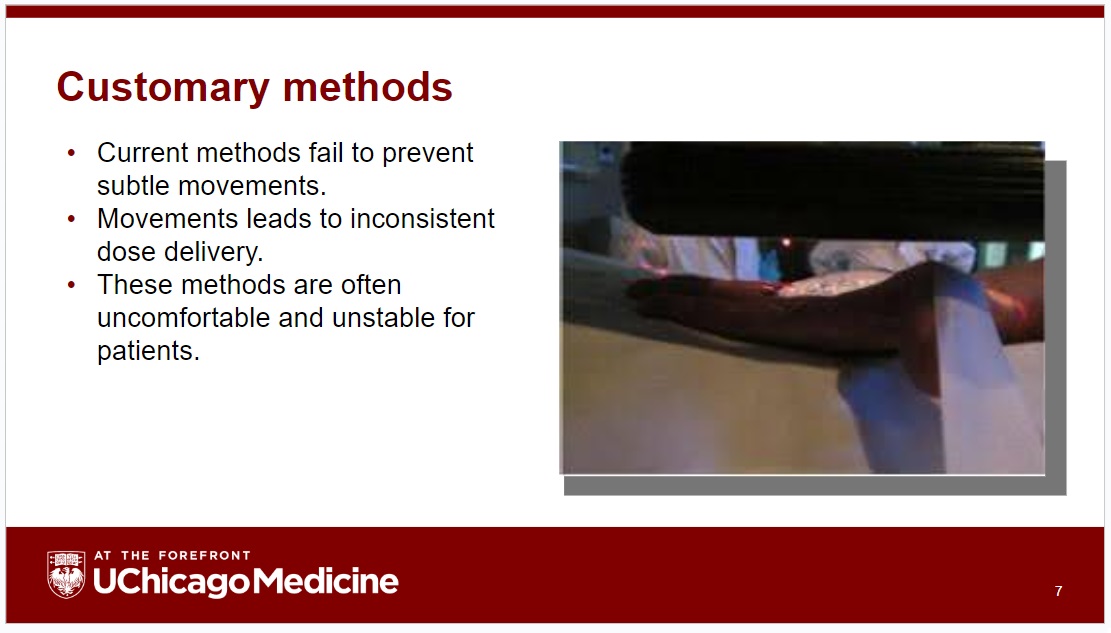 Customary methods
• Current methods fail to prevent
subtle movements.
• Movements leads to inconsistent
dose delivery.
• These methods are often
uncomfortable and unstable for
patients.
AT THE FOREFRONT
UChicagoMedicine
7